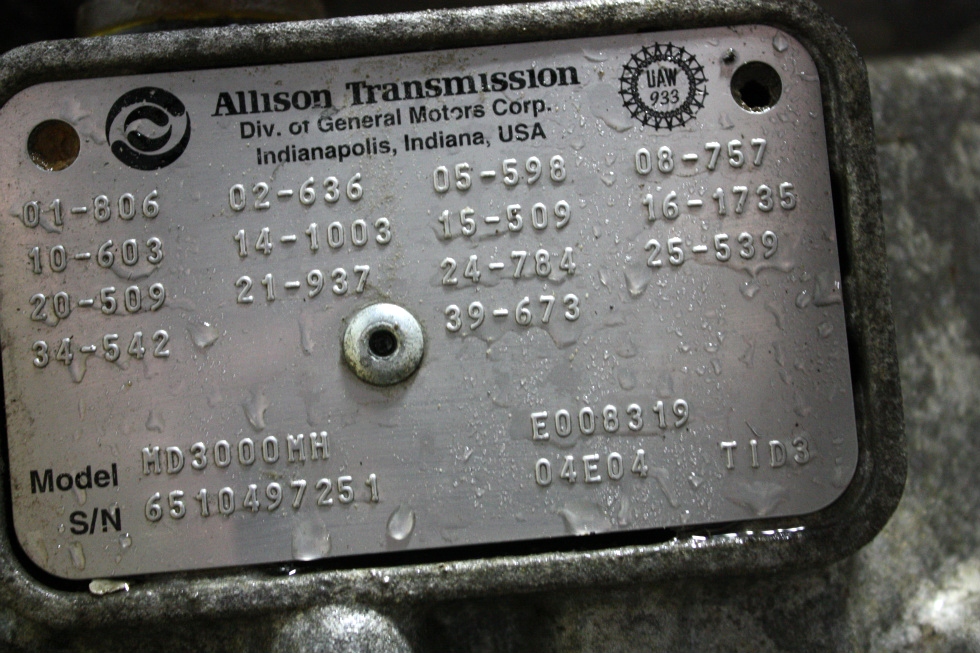 Allison Transmission
Div. of General Motors Corp.
Indianapolis, Indiana, USA
UAW
933
01-806 02-636 05-598 08-757
10-603 14-1003 15-509 16-1735
20-509 21-937 24-784 25-539
34-542 39-673
Model MD3000MH E008319
S/N 6510497251 04E04 TID3